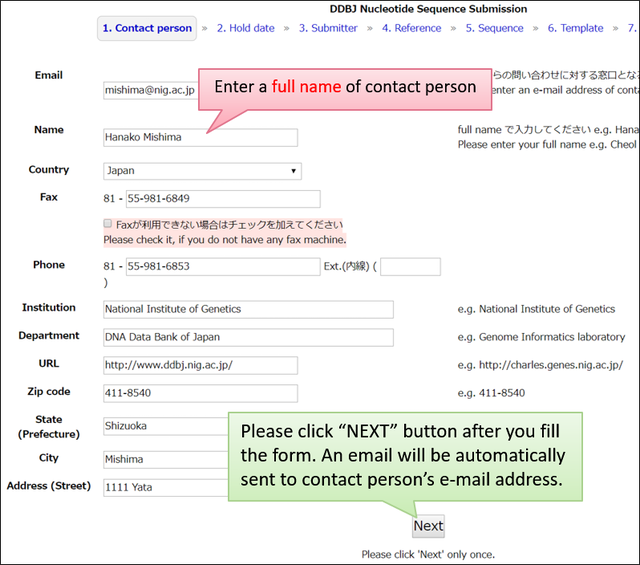 DDBJ Nucleotide Sequence Submission
1. Contact person » 2. Hold date » 3. Submitter » 4. Reference » 5. Sequence » 6. Template » 7.
Email
mishima@nig.ac.jp
らの問い合わせに対する窓口とな
enter an e-mail address of conta
Enter a full name of contact person
Name
Hanako Mishima
full name で入力してください e.g. Hana
Please enter your full name e.g. Cheol
Country
Japan
Fax
81 - 55-981-6849
Faxが利用できない場合はチェックを加えてください
Please check it, if you do not have any fax machine.
Phone
81 - 55-981-6853 Ext.(内線) (
)
Institution
National Institute of Genetics
e.g. National Institute of Genetics
Department
DNA Data Bank of Japan
e.g. Genome Informatics laboratory
URL
http://www.ddbj.nig.ac.jp/
e.g. http://charles.genes.nig.ac.jp/
Zip code
411-8540
e.g. 411-8540
State
(Prefecture)
Shizuoka
City
Mishima
Address (Street)
1111 Yata
Please click “NEXT” button after you fill
the form. An email will be automatically
sent to contact person’s e-mail address.
Next
Please click 'Next' only once.